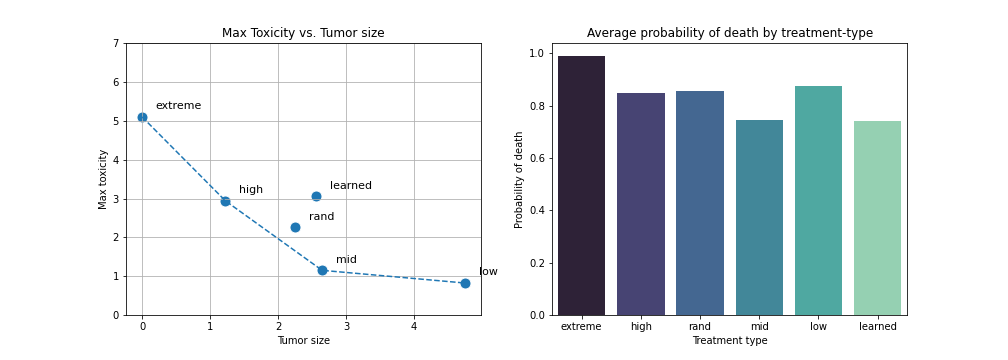 Max Toxicity vs. Tumor size
7
6
5
4
3
2
1
0
Max toxicity
extreme
high
learned
rand
mid
low
0 1 2 3 4
Tumor size
Average probability of death by treatment-type
1.0
0.8
0.6
0.4
0.2
0.0
Probability of death
extreme high rand mid low learned
Treatment type